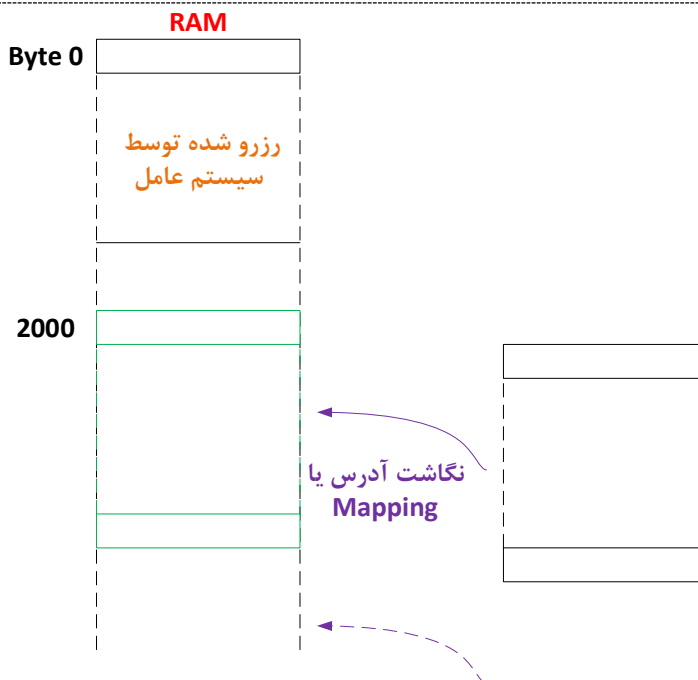 RAM
Byte 0
رزرو شده توسط
سیستم عامل
2000
نگاشت آدرس یا
Mapping